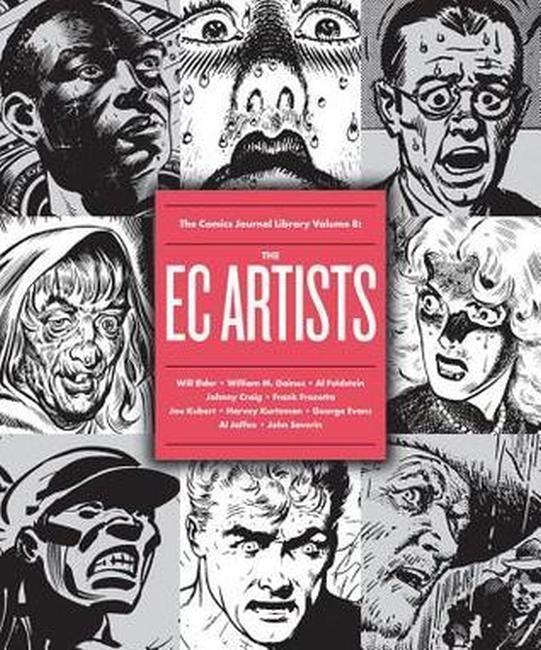 The Comics Journal Library Volume 8:
THE
EC ARTISTS
Will Elder • William M. Gaines • Al Feldstein
Johnny Craig • Frank Frazetta
Joe Kubert • Harvey Kurtzman • George Evans
Al Jaffee • John Severin